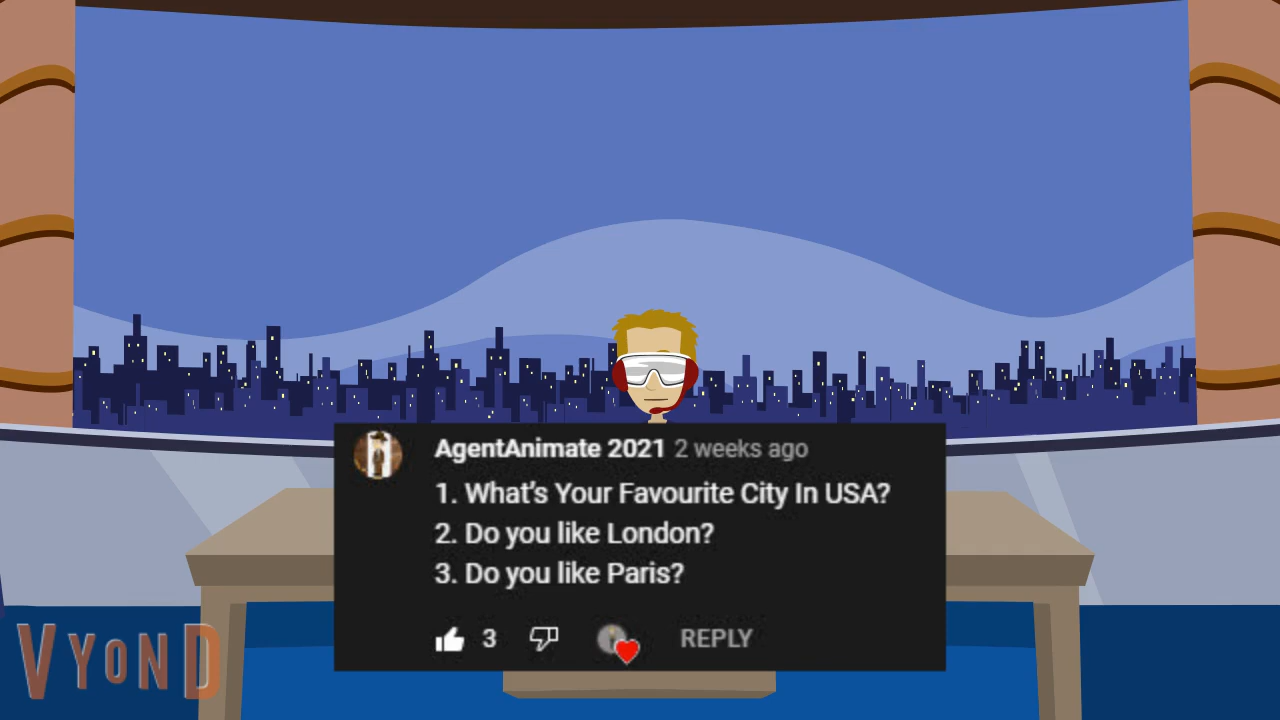 AgentAnimate 2021 2 weeks ago
1. What's Your Favourite City In USA?
2. Do you like London?
3. Do you like Paris?
3 REPLY
VYOND